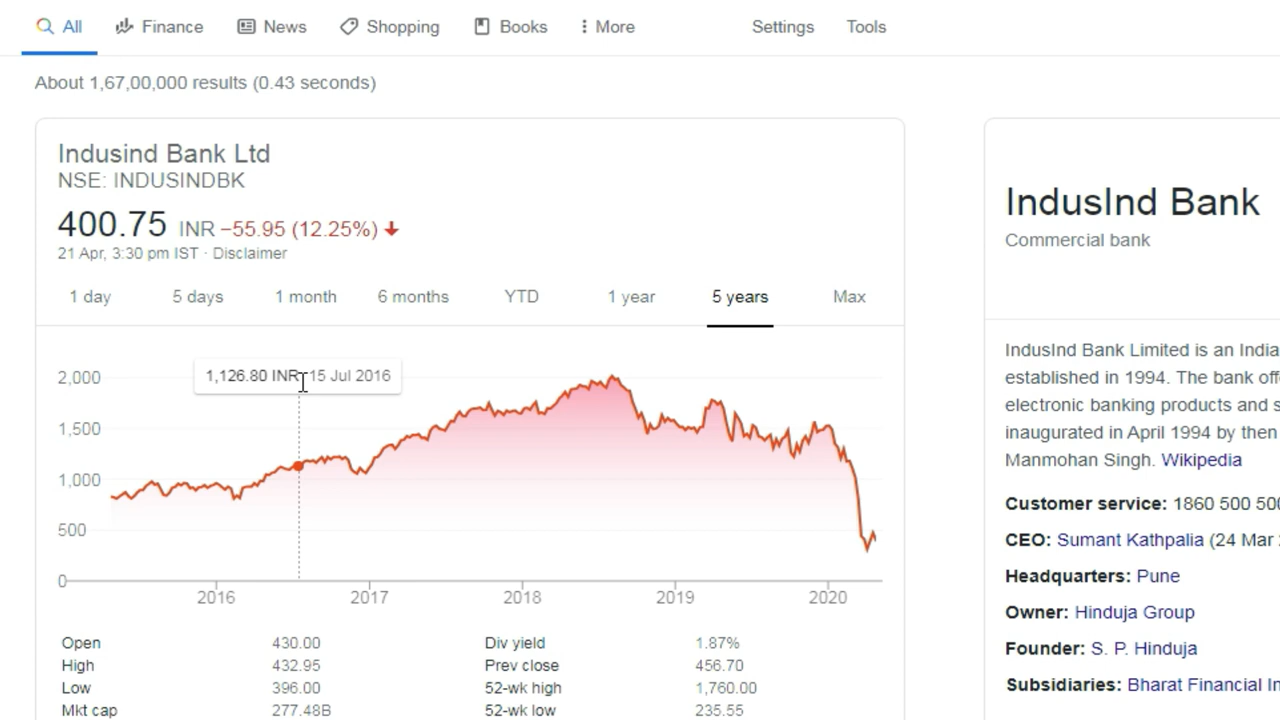 All Finance News Shopping Books More Settings Tools
About 1,67,00,000 results (0.43 seconds)
Indusind Bank Ltd
NSE: INDUSINDBK
400.75 INR −55.95 (12.25%)
21 Apr, 3:30 pm IST · Disclaimer
1 day 5 days 1 month 6 months YTD 1 year 5 years Max
1,126.80 INR 15 Jul 2016
2,000
1,500
1,000
500
0
2016 2017 2018 2019 2020
Open 430.00 Div yield 1.87%
High 432.95 Prev close 456.70
Low 396.00 52-wk high 1,760.00
Mkt cap 277.48B 52-wk low 235.55
IndusInd Bank
Commercial bank
IndusInd Bank Limited is an India
established in 1994. The bank off
electronic banking products and s
inaugurated in April 1994 by then
Manmohan Singh. Wikipedia
Customer service: 1860 500 500
CEO: Sumant Kathpalia (24 Mar
Headquarters: Pune
Owner: Hinduja Group
Founder: S. P. Hinduja
Subsidiaries: Bharat Financial In